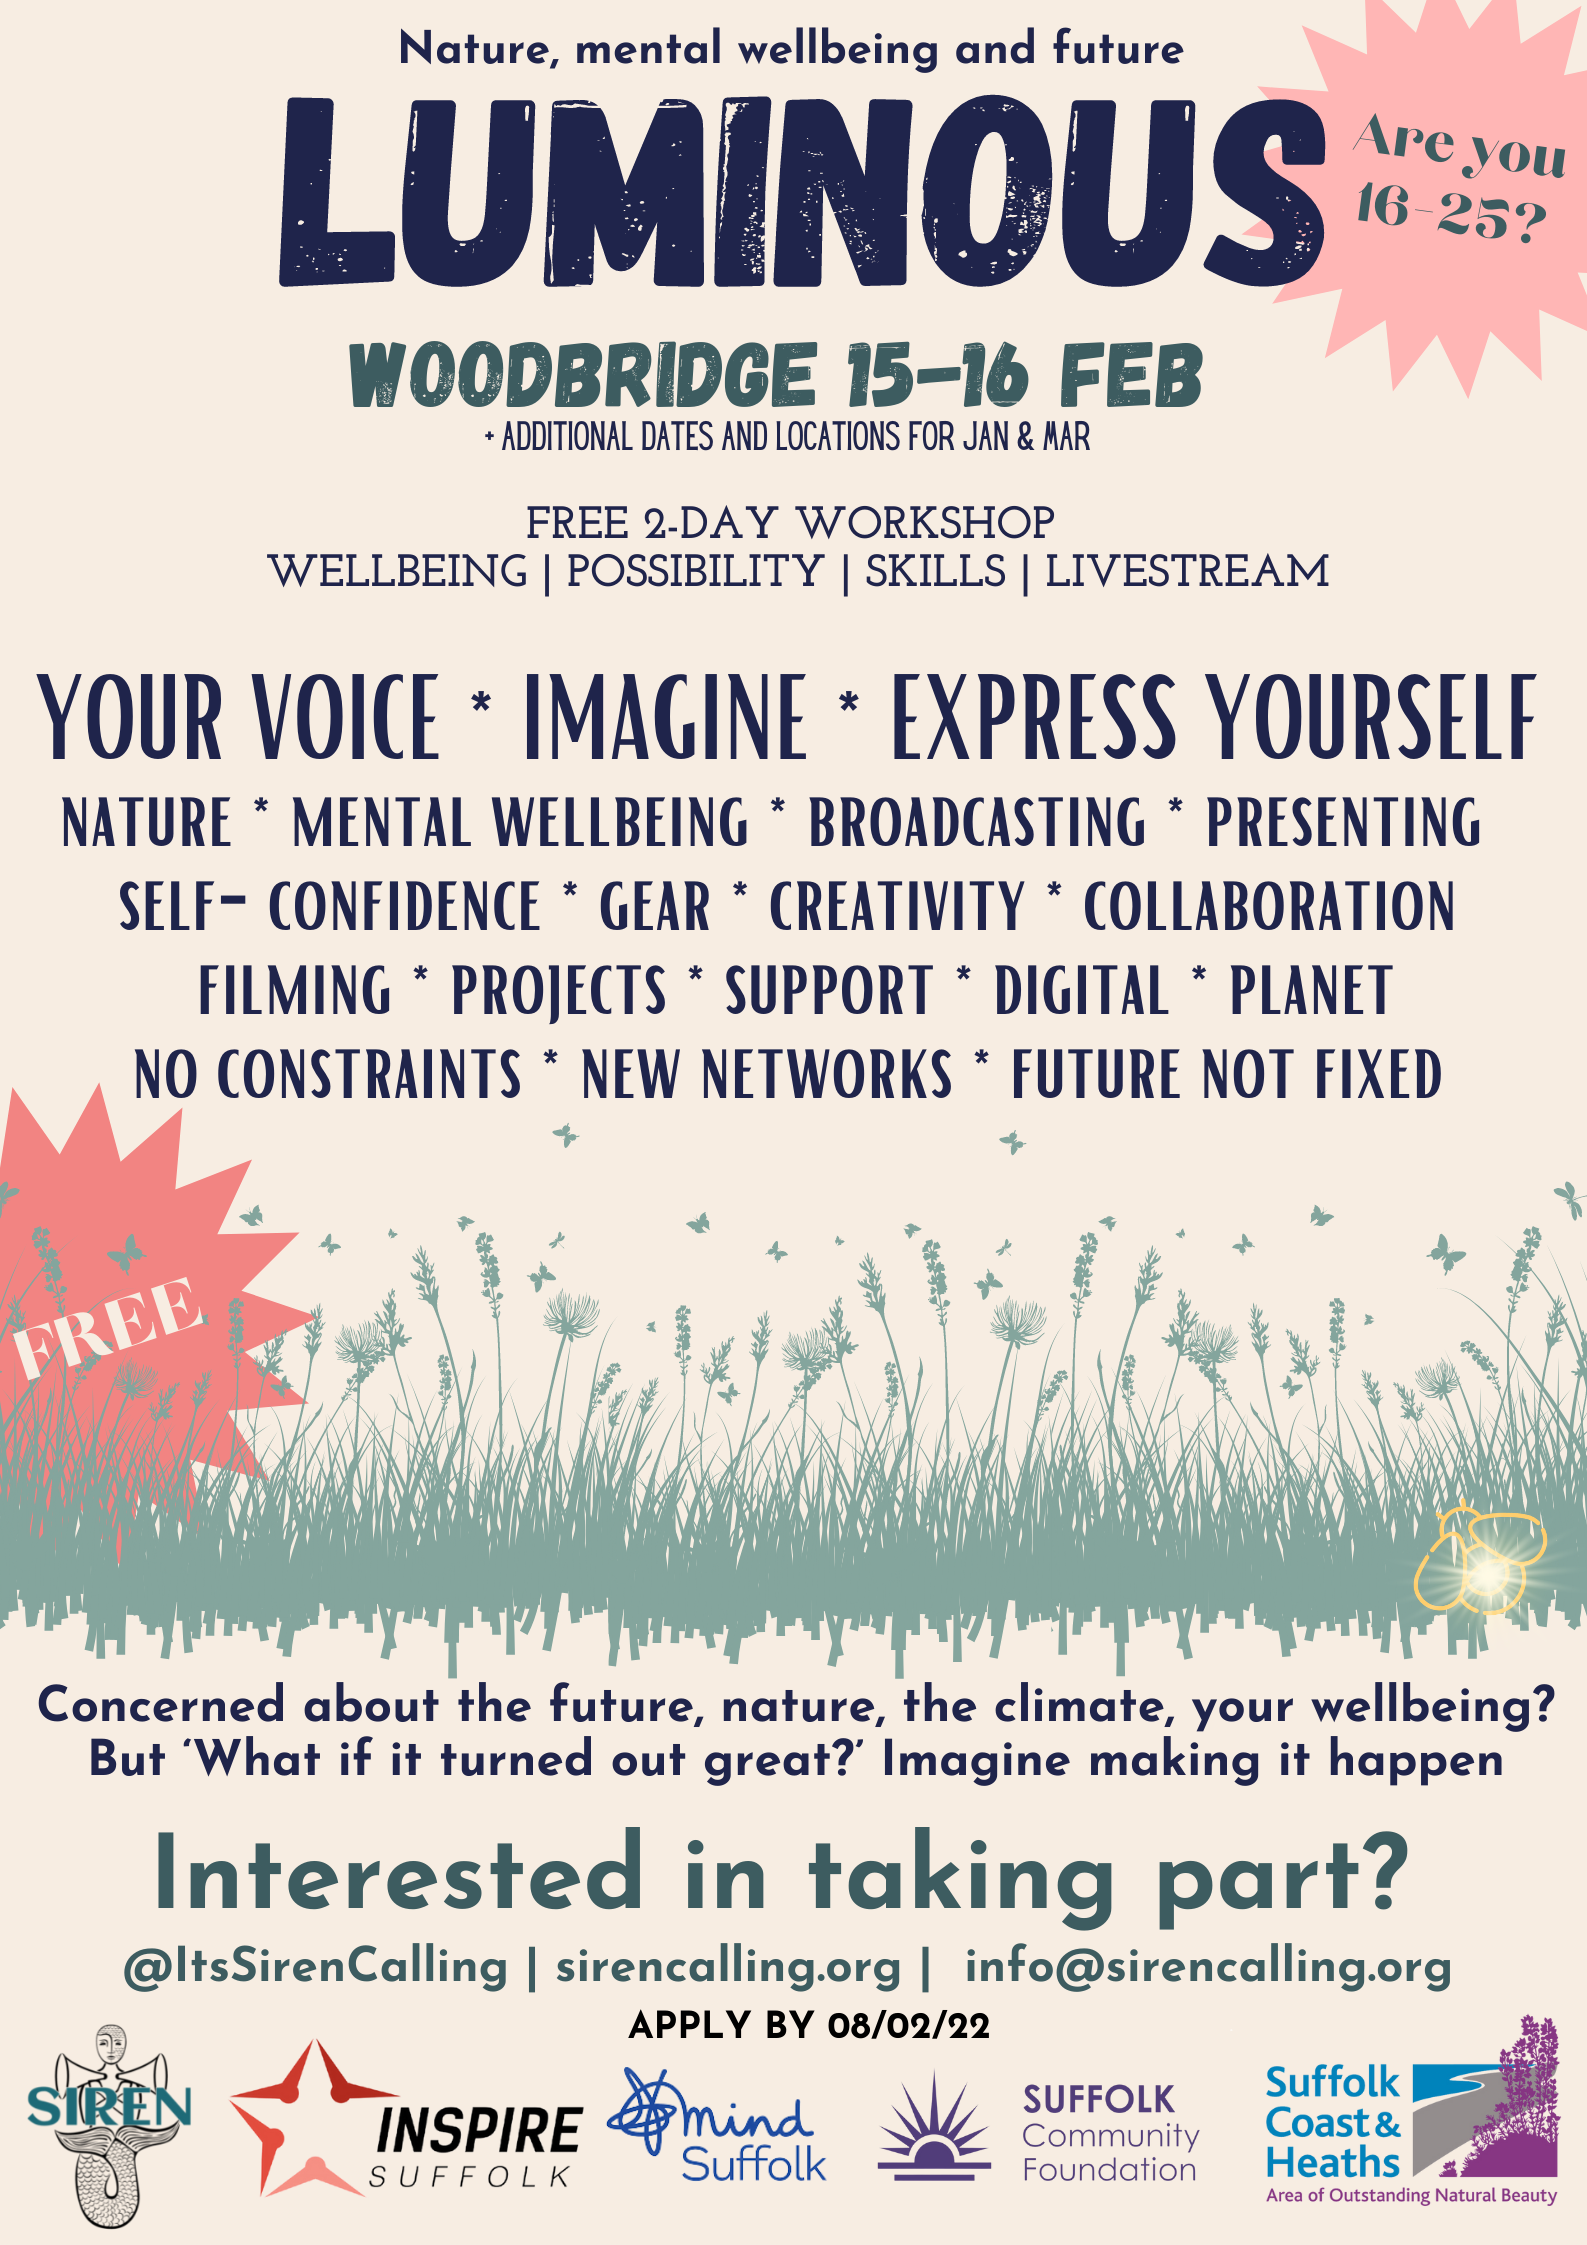 Nature, mental wellbeing and future
LUMINOUS
Are you
16-25?
WOODBRIDGE 15-16 FEB
+ ADDITIONAL DATES AND LOCATIONS FOR JAN & MAR
FREE 2-DAY WORKSHOP
WELLBEING | POSSIBILITY | SKILLS | LIVESTREAM
YOUR VOICE * IMAGINE * EXPRESS YOURSELF
NATURE * MENTAL WELLBEING * BROADCASTING * PRESENTING
SELF- CONFIDENCE * GEAR * CREATIVITY * COLLABORATION
FILMING * PROJECTS * SUPPORT * DIGITAL * PLANET
NO CONSTRAINTS * NEW NETWORKS * FUTURE NOT FIXED
FREE
Concerned about the future, nature, the climate, your wellbeing?
But ‘What if it turned out great?’ Imagine making it happen
Interested in taking part?
@ItsSirenCalling | sirencalling.org | info@sirencalling.org
APPLY BY 08/02/22
SIREN
INSPIRE
SUFFOLK
mind
Suffolk
SUFFOLK
Community
Foundation
Suffolk
Coast &
Heaths
Area of Outstanding Natural Beauty